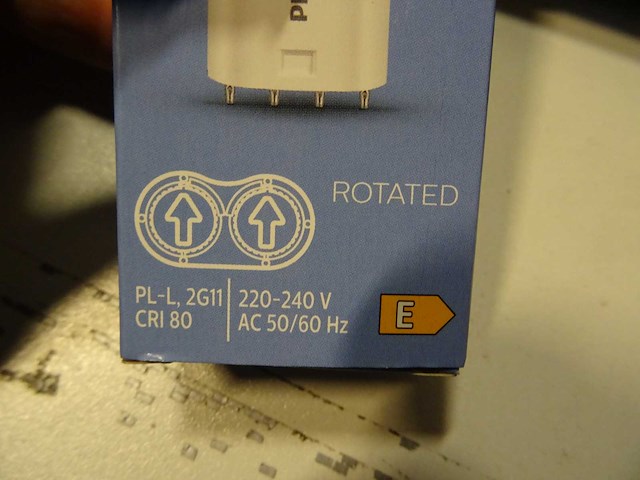 ROTATED
PL-L, 2G11
CRI 80
220-240 V
AC 50/60 Hz
E